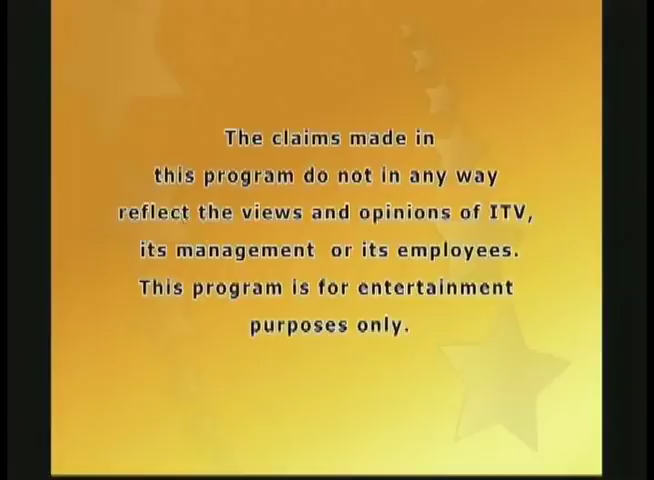 The claims made in
this program do not in any way
reflect the views and opinions of ITV,
its management or its employees.
This program is for entertainment
purposes only.